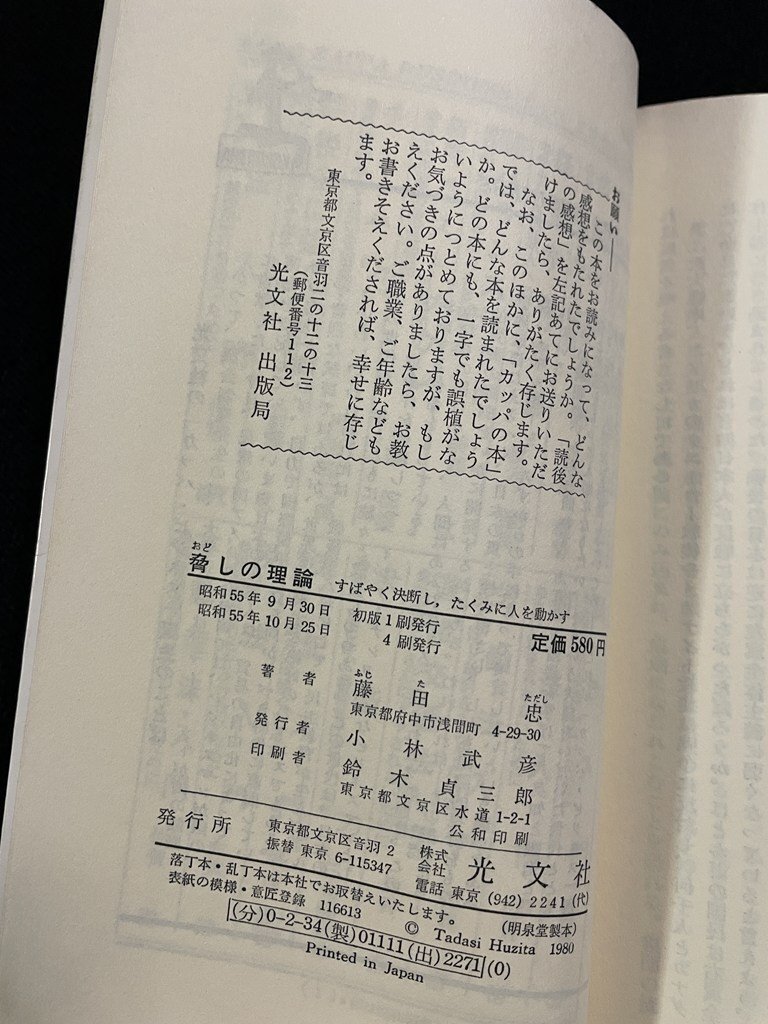 お願い――
この本をお読みになって、どんな
感想をもたれたでしょうか。「読後
の感想」を左記あてにお送りいただ
けましたら、ありがたく存じます。
なお、このほかに、「カッパの本」
では、どんな本を読まれたでしょう
か。どの本にも、一字でも誤植がな
いようにつとめておりますが、もし
お気づきの点がありましたら、お教
えください。ご職業、ご年齢なども
お書きそえくだされば、幸せに存じ
ます。
東京都文京区音羽二の十二の十三
(郵便番号112)
光文社 出版局
おど
脅しの理論 すばやく決断し，たくみに人を動かす
昭和55年9月30日 初版1刷発行
昭和55年10月25日 4刷発行
定価580円
著者 藤田忠
ふじ た ただし
東京都府中市浅間町 4-29-30
発行者 小林武彦
印刷者 鈴木貞三郎
東京都文京区水道1-2-1
公和印刷
発行所 東京都文京区音羽2 株式会社 光文社
振替 東京 6-115347 電話 東京 (942) 2241 (代)
落丁本・乱丁本は本社でお取替えいたします。 (明泉堂製本)
表紙の模様・意匠登録 116613 © Tadasi Huzita 1980
(分)0-2-34(製)01111(出)2271(0)
Printed in Japan